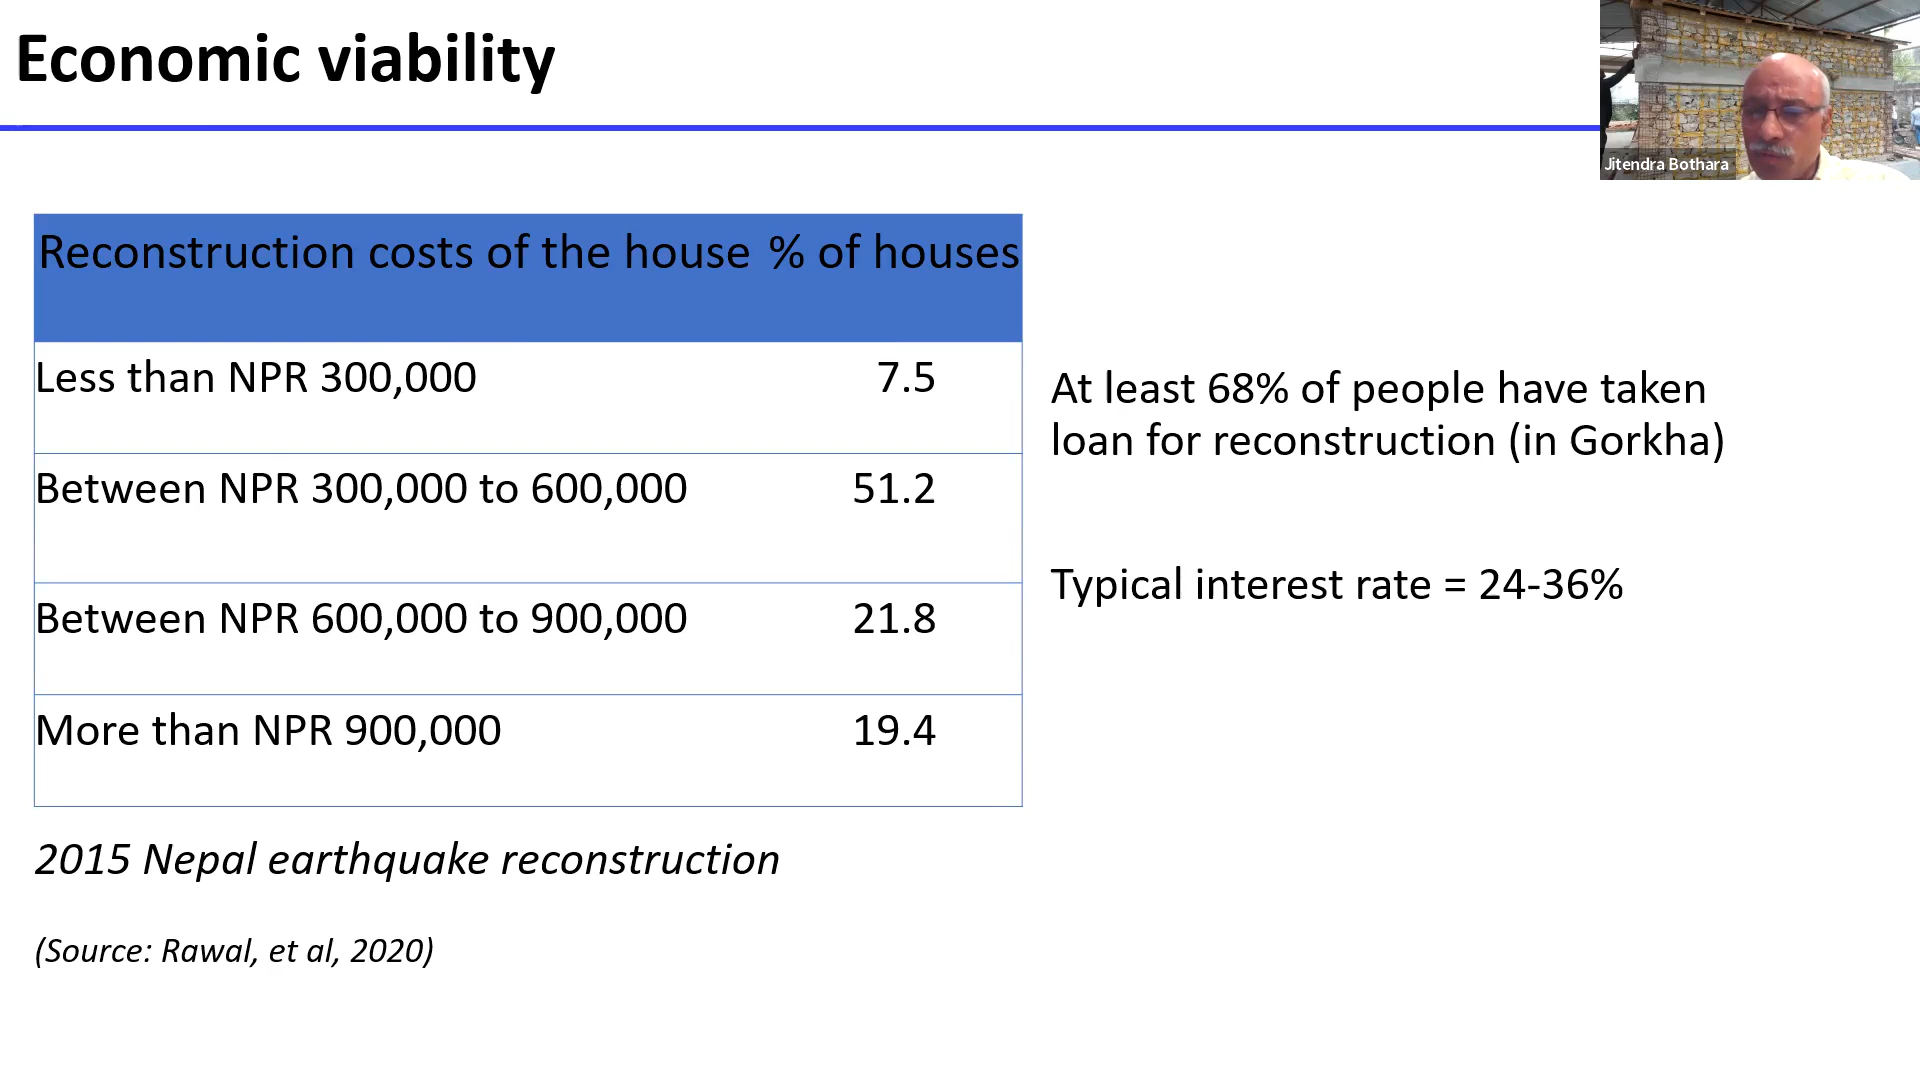 Economic viability
Jitendra Bothara
Reconstruction costs of the house % of houses
Less than NPR 300,000 7.5
Between NPR 300,000 to 600,000 51.2
Between NPR 600,000 to 900,000 21.8
More than NPR 900,000 19.4
At least 68% of people have taken
loan for reconstruction (in Gorkha)
Typical interest rate = 24-36%
2015 Nepal earthquake reconstruction
(Source: Rawal, et al, 2020)